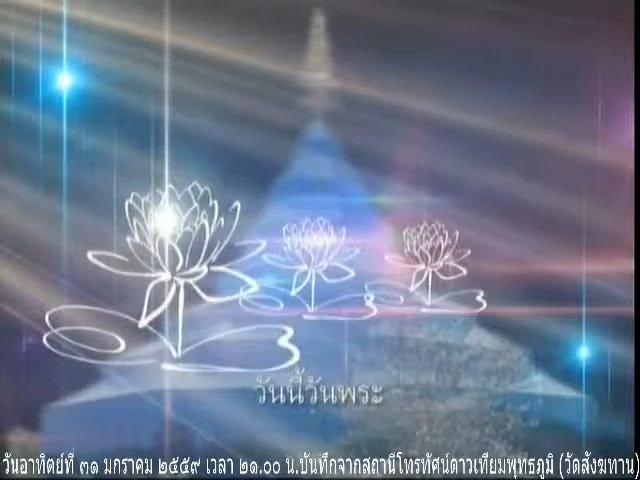 วันนี้วันพระ
วันอาทิตย์ที่ ๓๑ มกราคม ๒๕๕๙ เวลา ๒๑.๐๐ น.บันทึกจากสถานีโทรทัศน์ดาวเทียมพุทธภูมิ (วัดสังฆทาน)